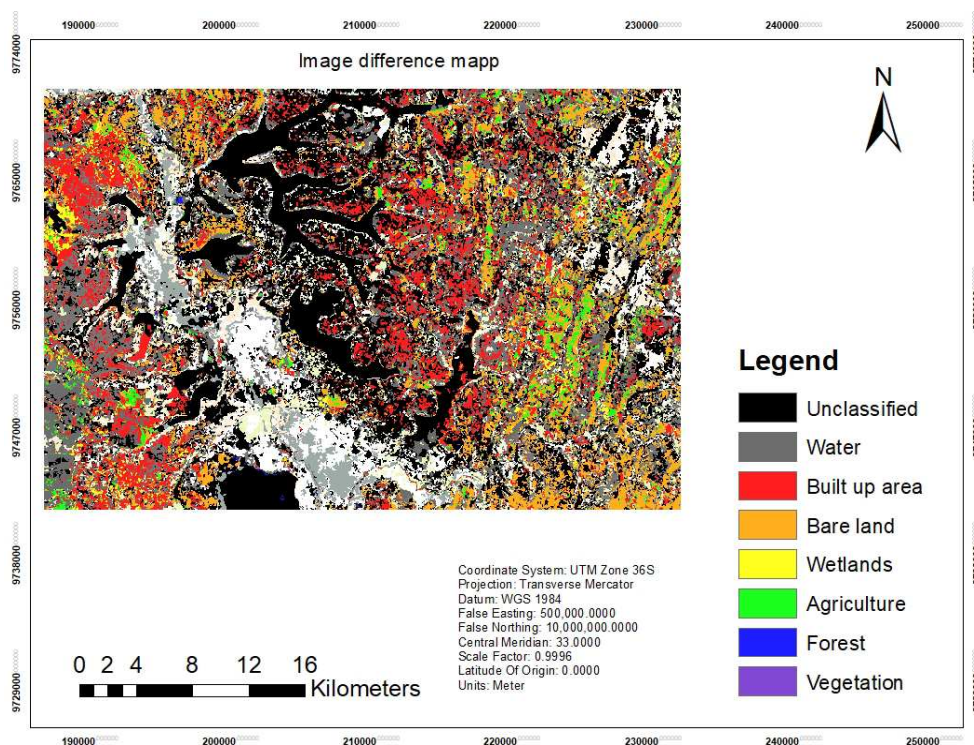 190000 200000 210000 220000 230000 240000 250000
9774000
9765000
9756000
9747000
9738000
9729000
Image difference mapp
N
Legend
Unclassified
Water
Built up area
Bare land
Wetlands
Agriculture
Forest
Vegetation
Coordinate System: UTM Zone 36S
Projection: Transverse Mercator
Datum: WGS 1984
False Easting: 500,000.0000
False Northing: 10,000,000.0000
Central Meridian: 33.0000
Scale Factor: 0.9996
Latitude Of Origin: 0.0000
Units: Meter
0 2 4 8 12 16
Kilometers
190000 200000 210000 220000 230000 240000 250000